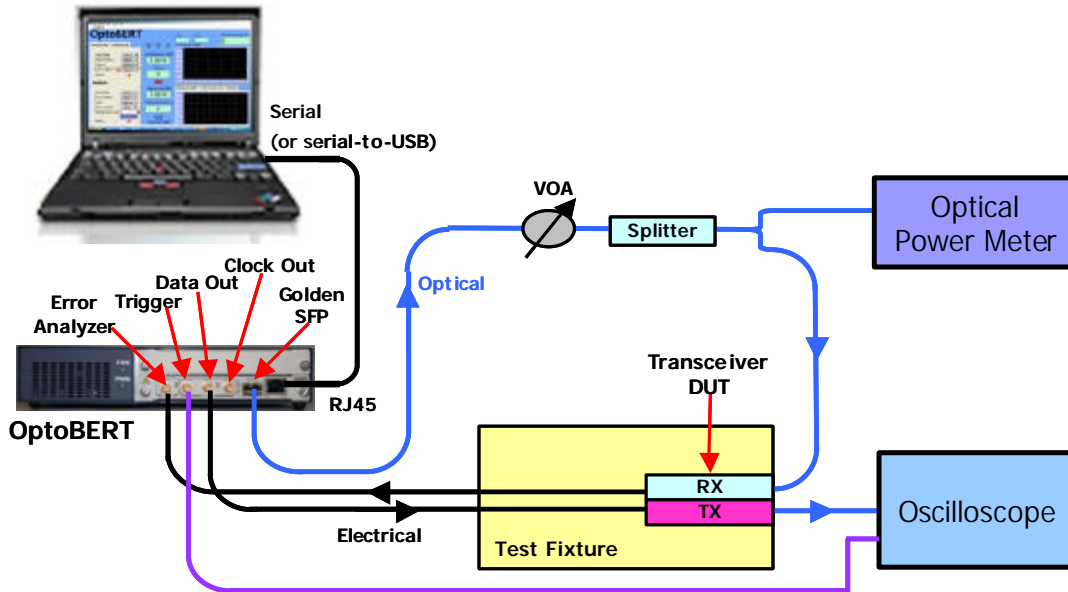 OptoBERT
Serial
(or serial-to-USB)
VOA
Splitter
Optical
Power Meter
Clock Out
Data Out
Trigger
Golden
SFP
Error
Analyzer
Optical
Transceiver
DUT
RJ45
OptoBERT
RX
TX
Electrical
Test Fixture
Oscilloscope